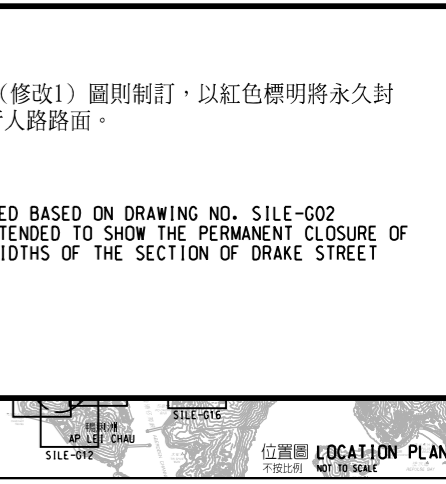 （修改1）圖則制訂，以紅色標明將永久封
行人路路面。
ED BASED ON DRAWING NO. SILE-G02
TENDED TO SHOW THE PERMANENT CLOSURE OF
IDTHS OF THE SECTION OF DRAKE STREET
SILE-G16
鴨脷洲
AP LEI CHAU
SILE-G12
位置圖 LOCATION PLAN
不按比例 NOT TO SCALE